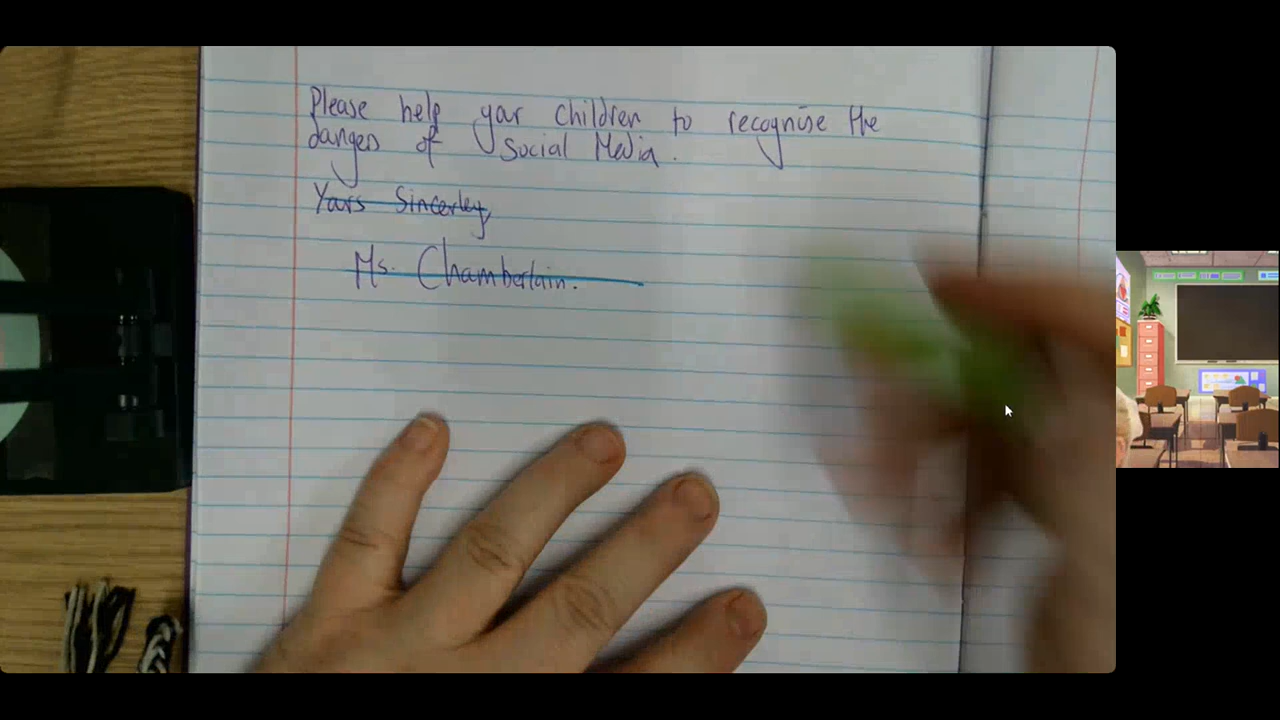 Please help your children to recognise the
dangers of Social Media.
Yours Sincerley,
Ms. Chamberlain.